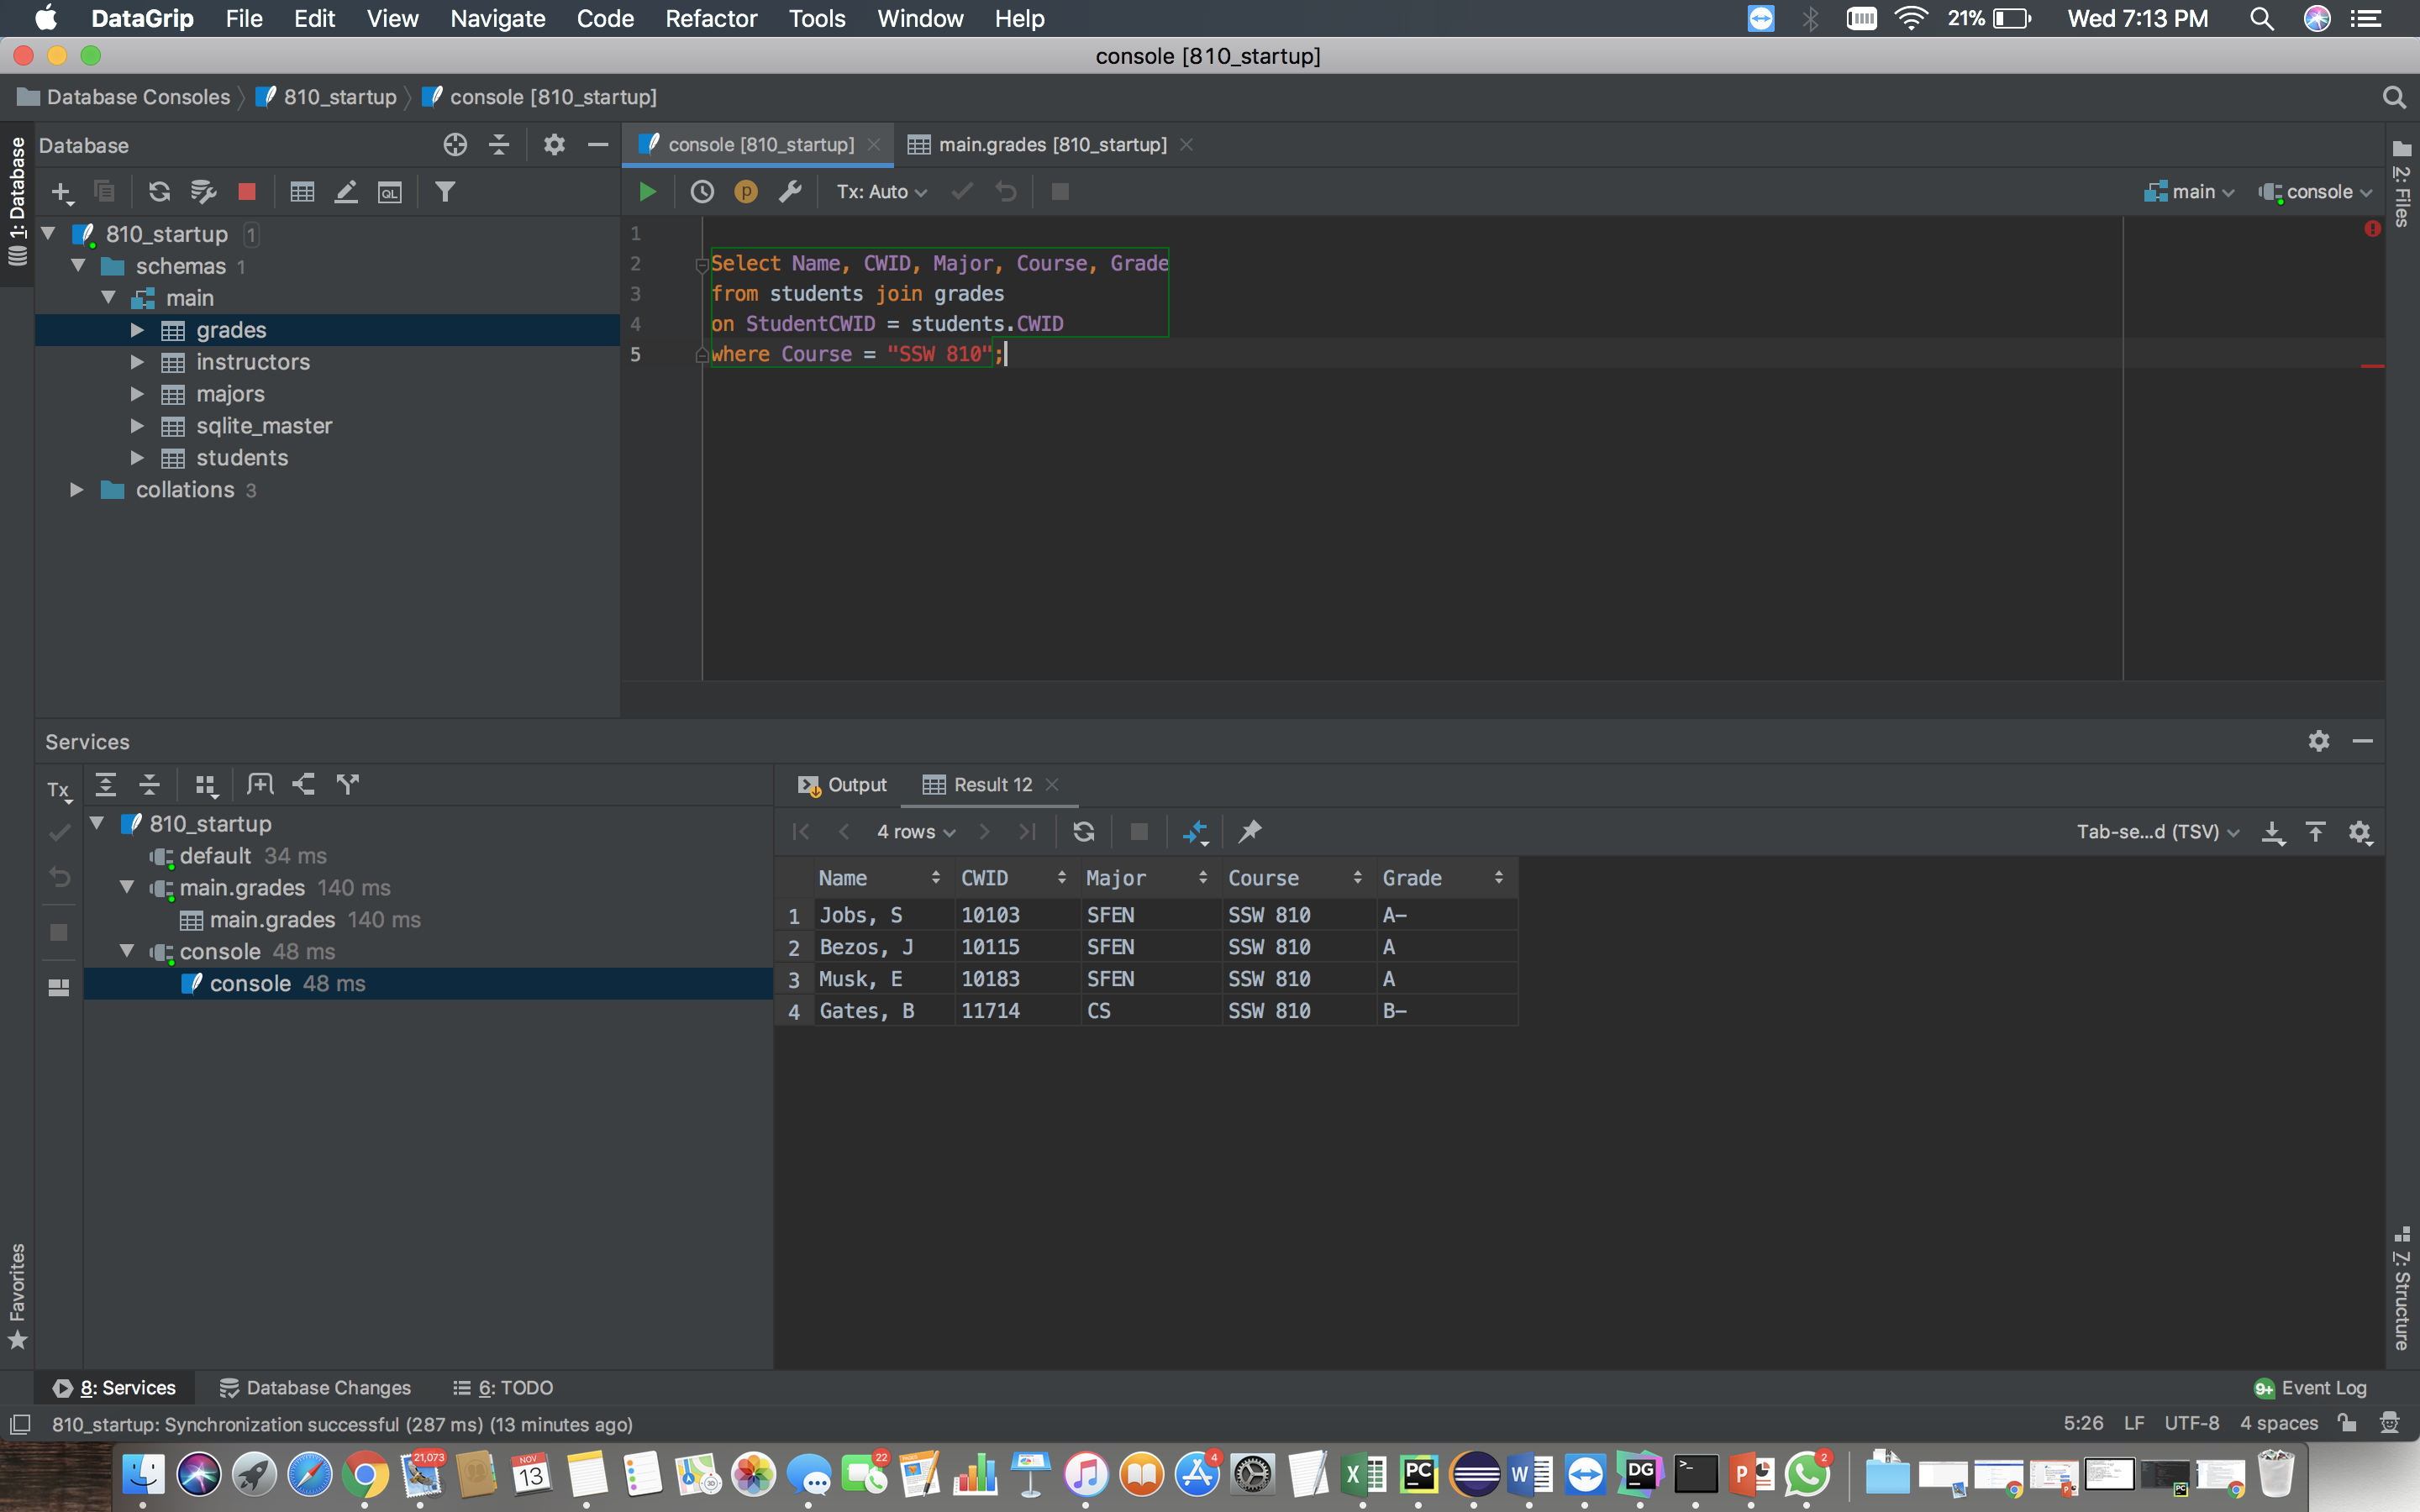 DataGrip File Edit View Navigate Code Refactor Tools Window Help 21% Wed 7:13 PM
console [810_startup]
Database Consoles 810_startup console [810_startup]
1: Database
Database
console [810_startup] main.grades [810_startup]
2: Files
QL p Tx: Auto main console
810_startup 1
schemas 1
main
grades
instructors
majors
sqlite_master
students
collations 3
1
2 Select Name, CWID, Major, Course, Grade
3 from students join grades
4 on StudentCWID = students.CWID
5 where Course = "SSW 810";
Services
Tx
810_startup
default 34 ms
main.grades 140 ms
main.grades 140 ms
console 48 ms
console 48 ms
Output Result 12
4 rows Tab-se...d (TSV)
Name CWID Major Course Grade
1 Jobs, S 10103 SFEN SSW 810 A-
2 Bezos, J 10115 SFEN SSW 810 A
3 Musk, E 10183 SFEN SSW 810 A
4 Gates, B 11714 CS SSW 810 B-
Favorites
7: Structure
8: Services Database Changes 6: TODO 9+ Event Log
810_startup: Synchronization successful (287 ms) (13 minutes ago) 5:26 LF UTF-8 4 spaces
21,073 NOV 13 22 4 X PC W DG >_ P 2